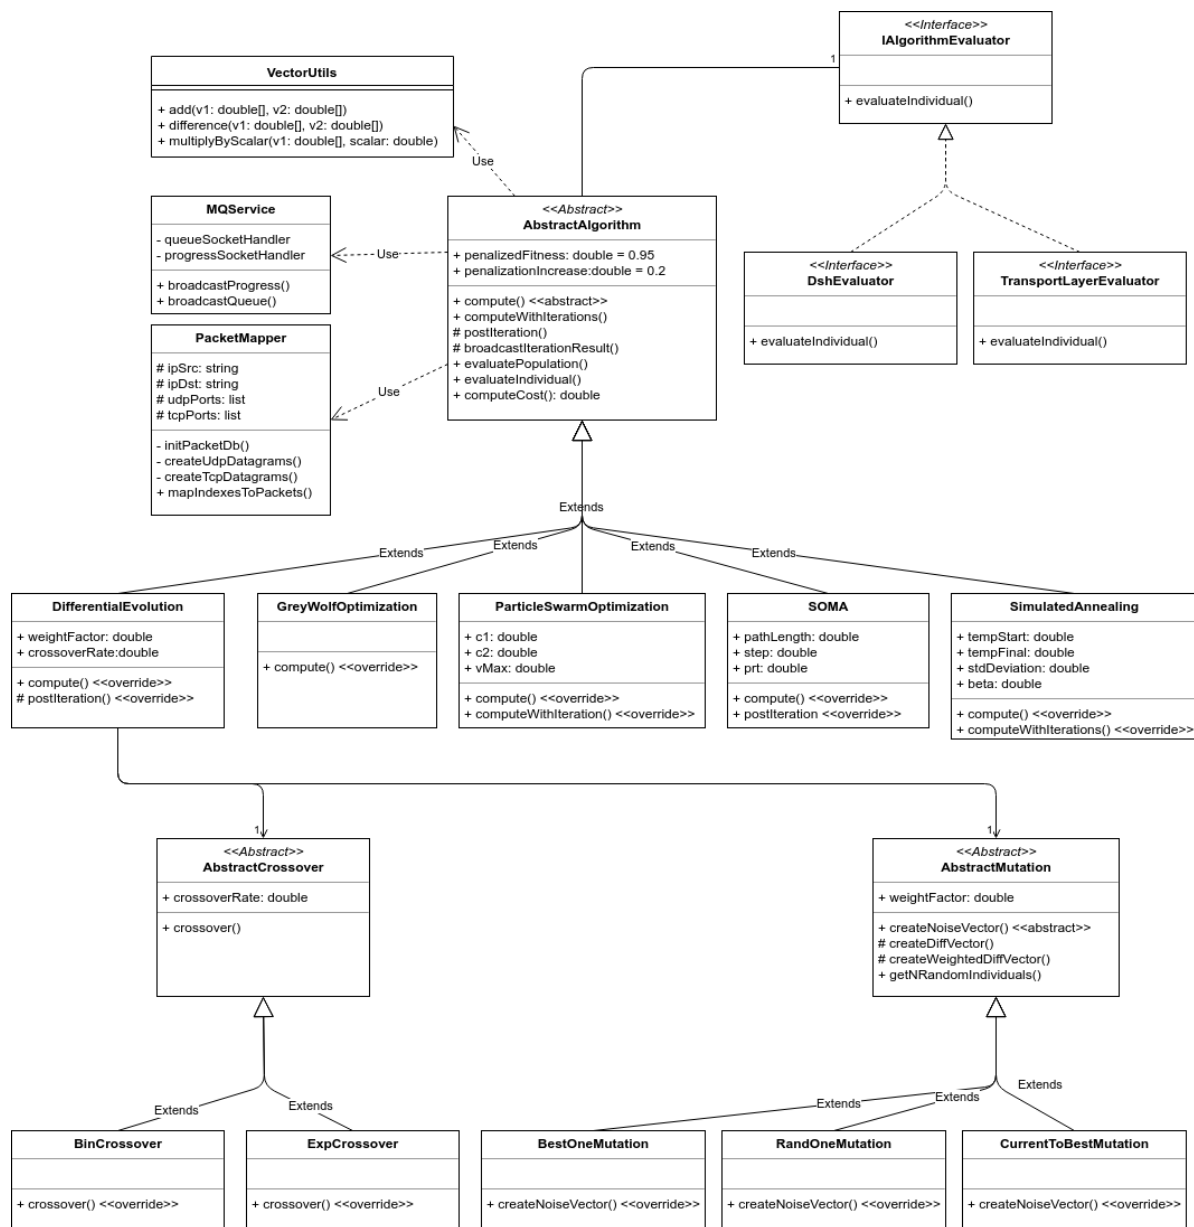 <<Interface>>
IAlgorithmEvaluator
+ evaluateIndividual()
1
VectorUtils
+ add(v1: double[], v2: double[])
+ difference(v1: double[], v2: double[])
+ multiplyByScalar(v1: double[], scalar: double)
Use
MQService
- queueSocketHandler
- progressSocketHandler
+ broadcastProgress()
+ broadcastQueue()
Use
<<Abstract>>
AbstractAlgorithm
+ penalizedFitness: double = 0.95
+ penalizationIncrease:double = 0.2
+ compute() <<abstract>>
+ computeWithIterations()
# postIteration()
# broadcastIterationResult()
+ evaluatePopulation()
+ evaluateIndividual()
+ computeCost(): double
<<Interface>>
DshEvaluator
+ evaluateIndividual()
<<Interface>>
TransportLayerEvaluator
+ evaluateIndividual()
PacketMapper
# ipSrc: string
# ipDst: string
# udpPorts: list
# tcpPorts: list
- initPacketDb()
- createUdpDatagrams()
- createTcpDatagrams()
+ mapIndexesToPackets()
Use
Extends
Extends
Extends
Extends
Extends
DifferentialEvolution
+ weightFactor: double
+ crossoverRate:double
+ compute() <<override>>
# postIteration() <<override>>
GreyWolfOptimization
+ compute() <<override>>
ParticleSwarmOptimization
+ c1: double
+ c2: double
+ vMax: double
+ compute() <<override>>
+ computeWithIteration() <<override>>
SOMA
+ pathLength: double
+ step: double
+ prt: double
+ compute() <<override>>
+ postIteration <<override>>
SimulatedAnnealing
+ tempStart: double
+ tempFinal: double
+ stdDeviation: double
+ beta: double
+ compute() <<override>>
+ computeWithIterations() <<override>>
1
<<Abstract>>
AbstractCrossover
+ crossoverRate: double
+ crossover()
1
<<Abstract>>
AbstractMutation
+ weightFactor: double
+ createNoiseVector() <<abstract>>
# createDiffVector()
# createWeightedDiffVector()
+ getNRandomIndividuals()
Extends
Extends
Extends
Extends
Extends
BinCrossover
+ crossover() <<override>>
ExpCrossover
+ crossover() <<override>>
BestOneMutation
+ createNoiseVector() <<override>>
RandOneMutation
+ createNoiseVector() <<override>>
CurrentToBestMutation
+ createNoiseVector() <<override>>